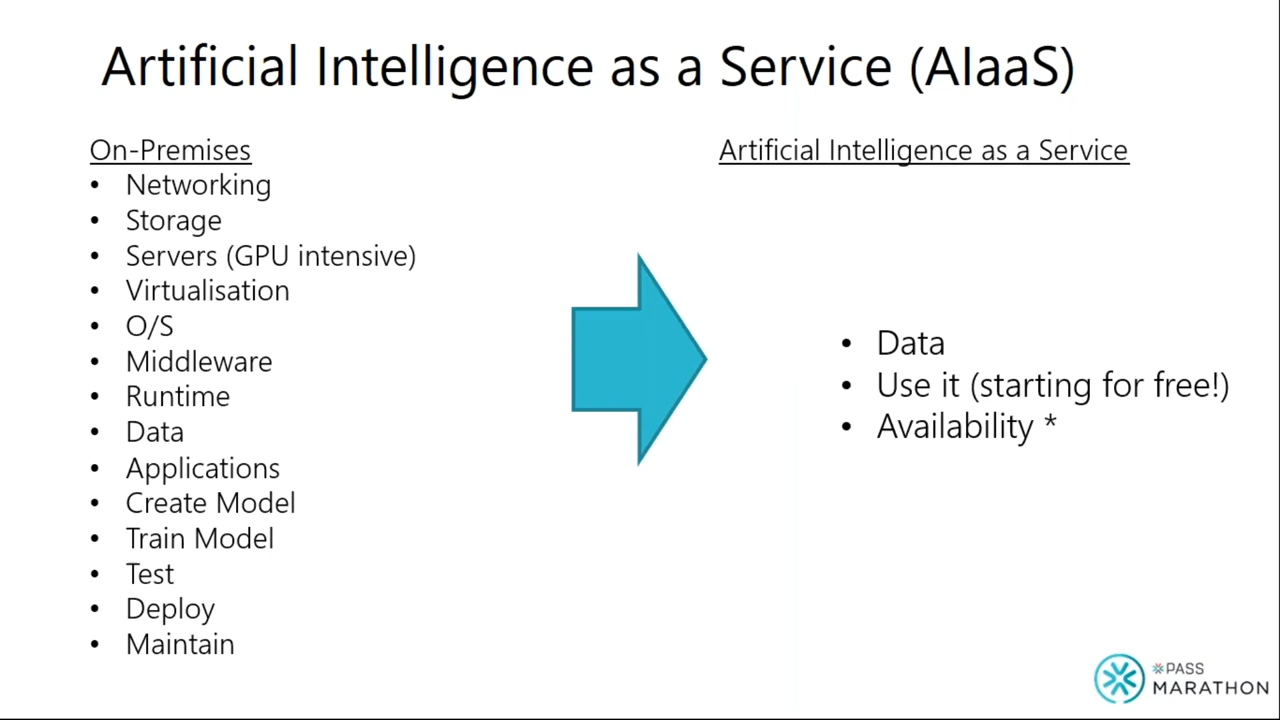 Artificial Intelligence as a Service (AIaaS)
On-Premises
• Networking
• Storage
• Servers (GPU intensive)
• Virtualisation
• O/S
• Middleware
• Runtime
• Data
• Applications
• Create Model
• Train Model
• Test
• Deploy
• Maintain
Artificial Intelligence as a Service
• Data
• Use it (starting for free!)
• Availability *
PASS
MARATHON